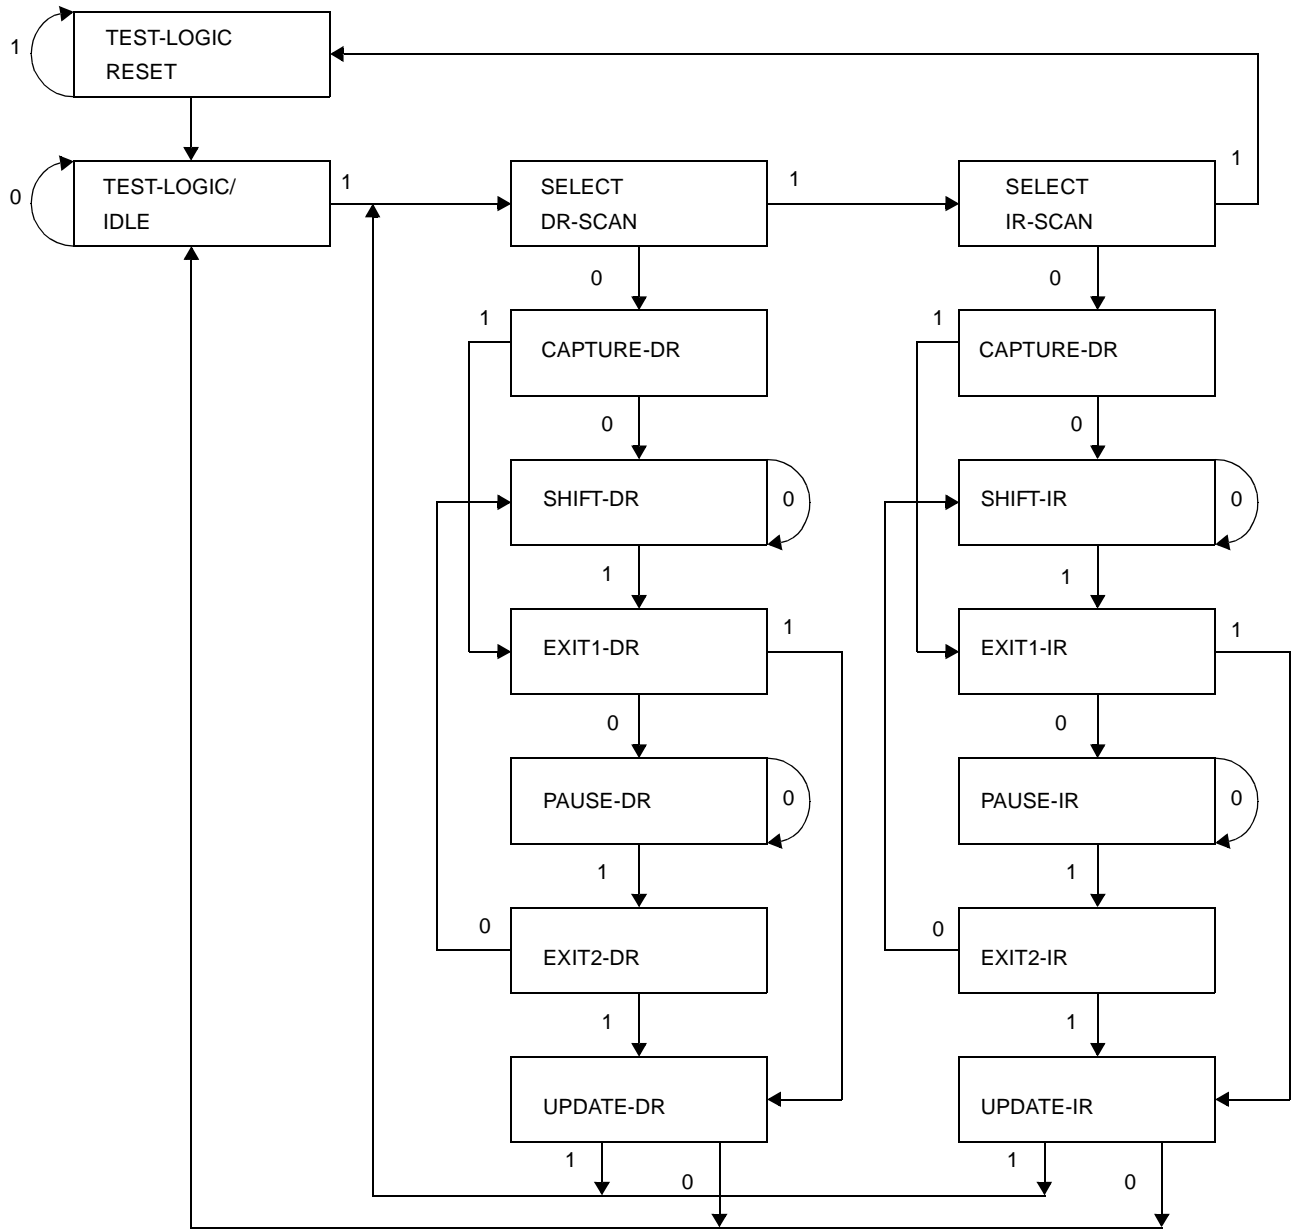 TEST-LOGIC
RESET
1
TEST-LOGIC/
IDLE
0
1
SELECT
DR-SCAN
1
SELECT
IR-SCAN
1
0
0
1
CAPTURE-DR
1
CAPTURE-DR
0
0
SHIFT-DR
0
SHIFT-IR
0
1
1
EXIT1-DR
1
EXIT1-IR
1
0
0
PAUSE-DR
0
PAUSE-IR
0
1
1
0
EXIT2-DR
0
EXIT2-IR
1
1
UPDATE-DR
UPDATE-IR
1
0
1
0